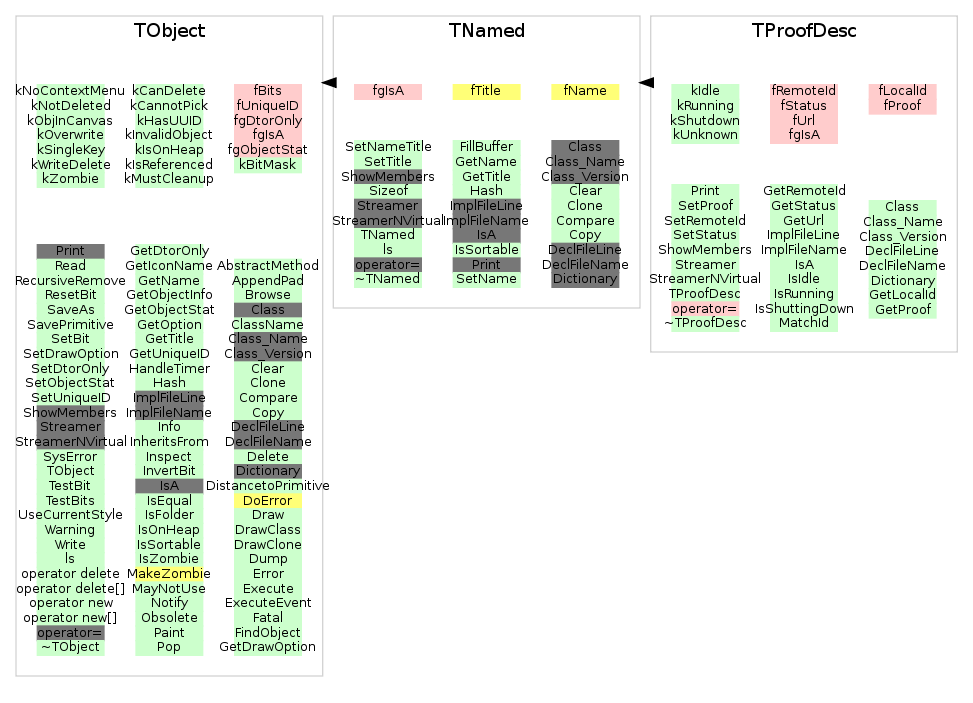 TObject
kNoContextMenu
kNotDeleted
kObjInCanvas
kOverwrite
kSingleKey
kWriteDelete
kZombie
kCanDelete
kCannotPick
kHasUUID
kInvalidObject
kIsOnHeap
kIsReferenced
kMustCleanup
fBits
fUniqueID
fgDtorOnly
fgIsA
fgObjectStat
kBitMask
Print
Read
RecursiveRemove
ResetBit
SaveAs
SavePrimitive
SetBit
SetDrawOption
SetDtorOnly
SetObjectStat
SetUniqueID
ShowMembers
Streamer
StreamerNVirtual
SysError
TObject
TestBit
TestBits
UseCurrentStyle
Warning
Write
ls
operator delete
operator delete[]
operator new
operator new[]
operator=
~TObject
GetDtorOnly
GetIconName
GetName
GetObjectInfo
GetObjectStat
GetOption
GetTitle
GetUniqueID
HandleTimer
Hash
ImplFileLine
ImplFileName
Info
InheritsFrom
Inspect
InvertBit
IsA
IsEqual
IsFolder
IsOnHeap
IsSortable
IsZombie
MakeZombie
MayNotUse
Notify
Obsolete
Paint
Pop
AbstractMethod
AppendPad
Browse
Class
ClassName
Class_Name
Class_Version
Clear
Clone
Compare
Copy
DeclFileLine
DeclFileName
Delete
Dictionary
DistancetoPrimitive
DoError
Draw
DrawClass
DrawClone
Dump
Error
Execute
ExecuteEvent
Fatal
FindObject
GetDrawOption
TNamed
fgIsA
fTitle
fName
SetNameTitle
SetTitle
ShowMembers
Sizeof
Streamer
StreamerNVirtual
TNamed
ls
operator=
~TNamed
FillBuffer
GetName
GetTitle
Hash
ImplFileLine
ImplFileName
IsA
IsSortable
Print
SetName
Class
Class_Name
Class_Version
Clear
Clone
Compare
Copy
DeclFileLine
DeclFileName
Dictionary
TProofDesc
kIdle
kRunning
kShutdown
kUnknown
fRemoteId
fStatus
fUrl
fgIsA
fLocalId
fProof
Print
SetProof
SetRemoteId
SetStatus
ShowMembers
Streamer
StreamerNVirtual
TProofDesc
operator=
~TProofDesc
GetRemoteId
GetStatus
GetUrl
ImplFileLine
ImplFileName
IsA
IsIdle
IsRunning
IsShuttingDown
MatchId
Class
Class_Name
Class_Version
DeclFileLine
DeclFileName
Dictionary
GetLocalId
GetProof